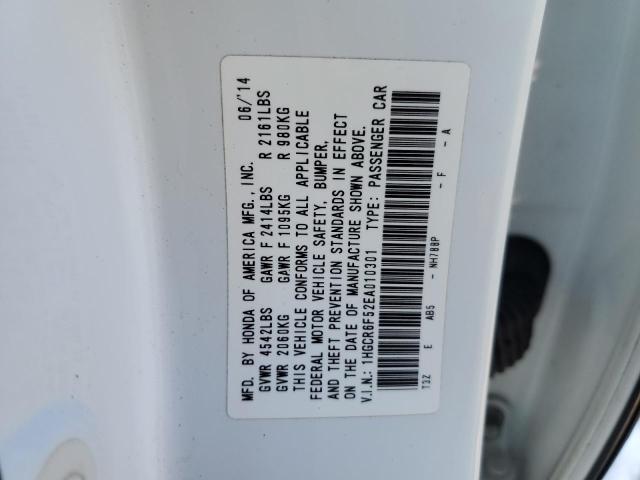 MFD. BY HONDA OF AMERICA MFG., INC. 06/'14
GVWR 4542LBS GAWR F 2414LBS R 2161LBS
GVWR 2060KG GAWR F 1095KG R 980KG
THIS VEHICLE CONFORMS TO ALL APPLICABLE
FEDERAL MOTOR VEHICLE SAFETY, BUMPER,
AND THEFT PREVENTION STANDARDS IN EFFECT
ON THE DATE OF MANUFACTURE SHOWN ABOVE.
V.I.N.: 1HGCR6F52EA010301 TYPE: PASSENGER CAR
T3Z E AB5 - NH788P - F - A